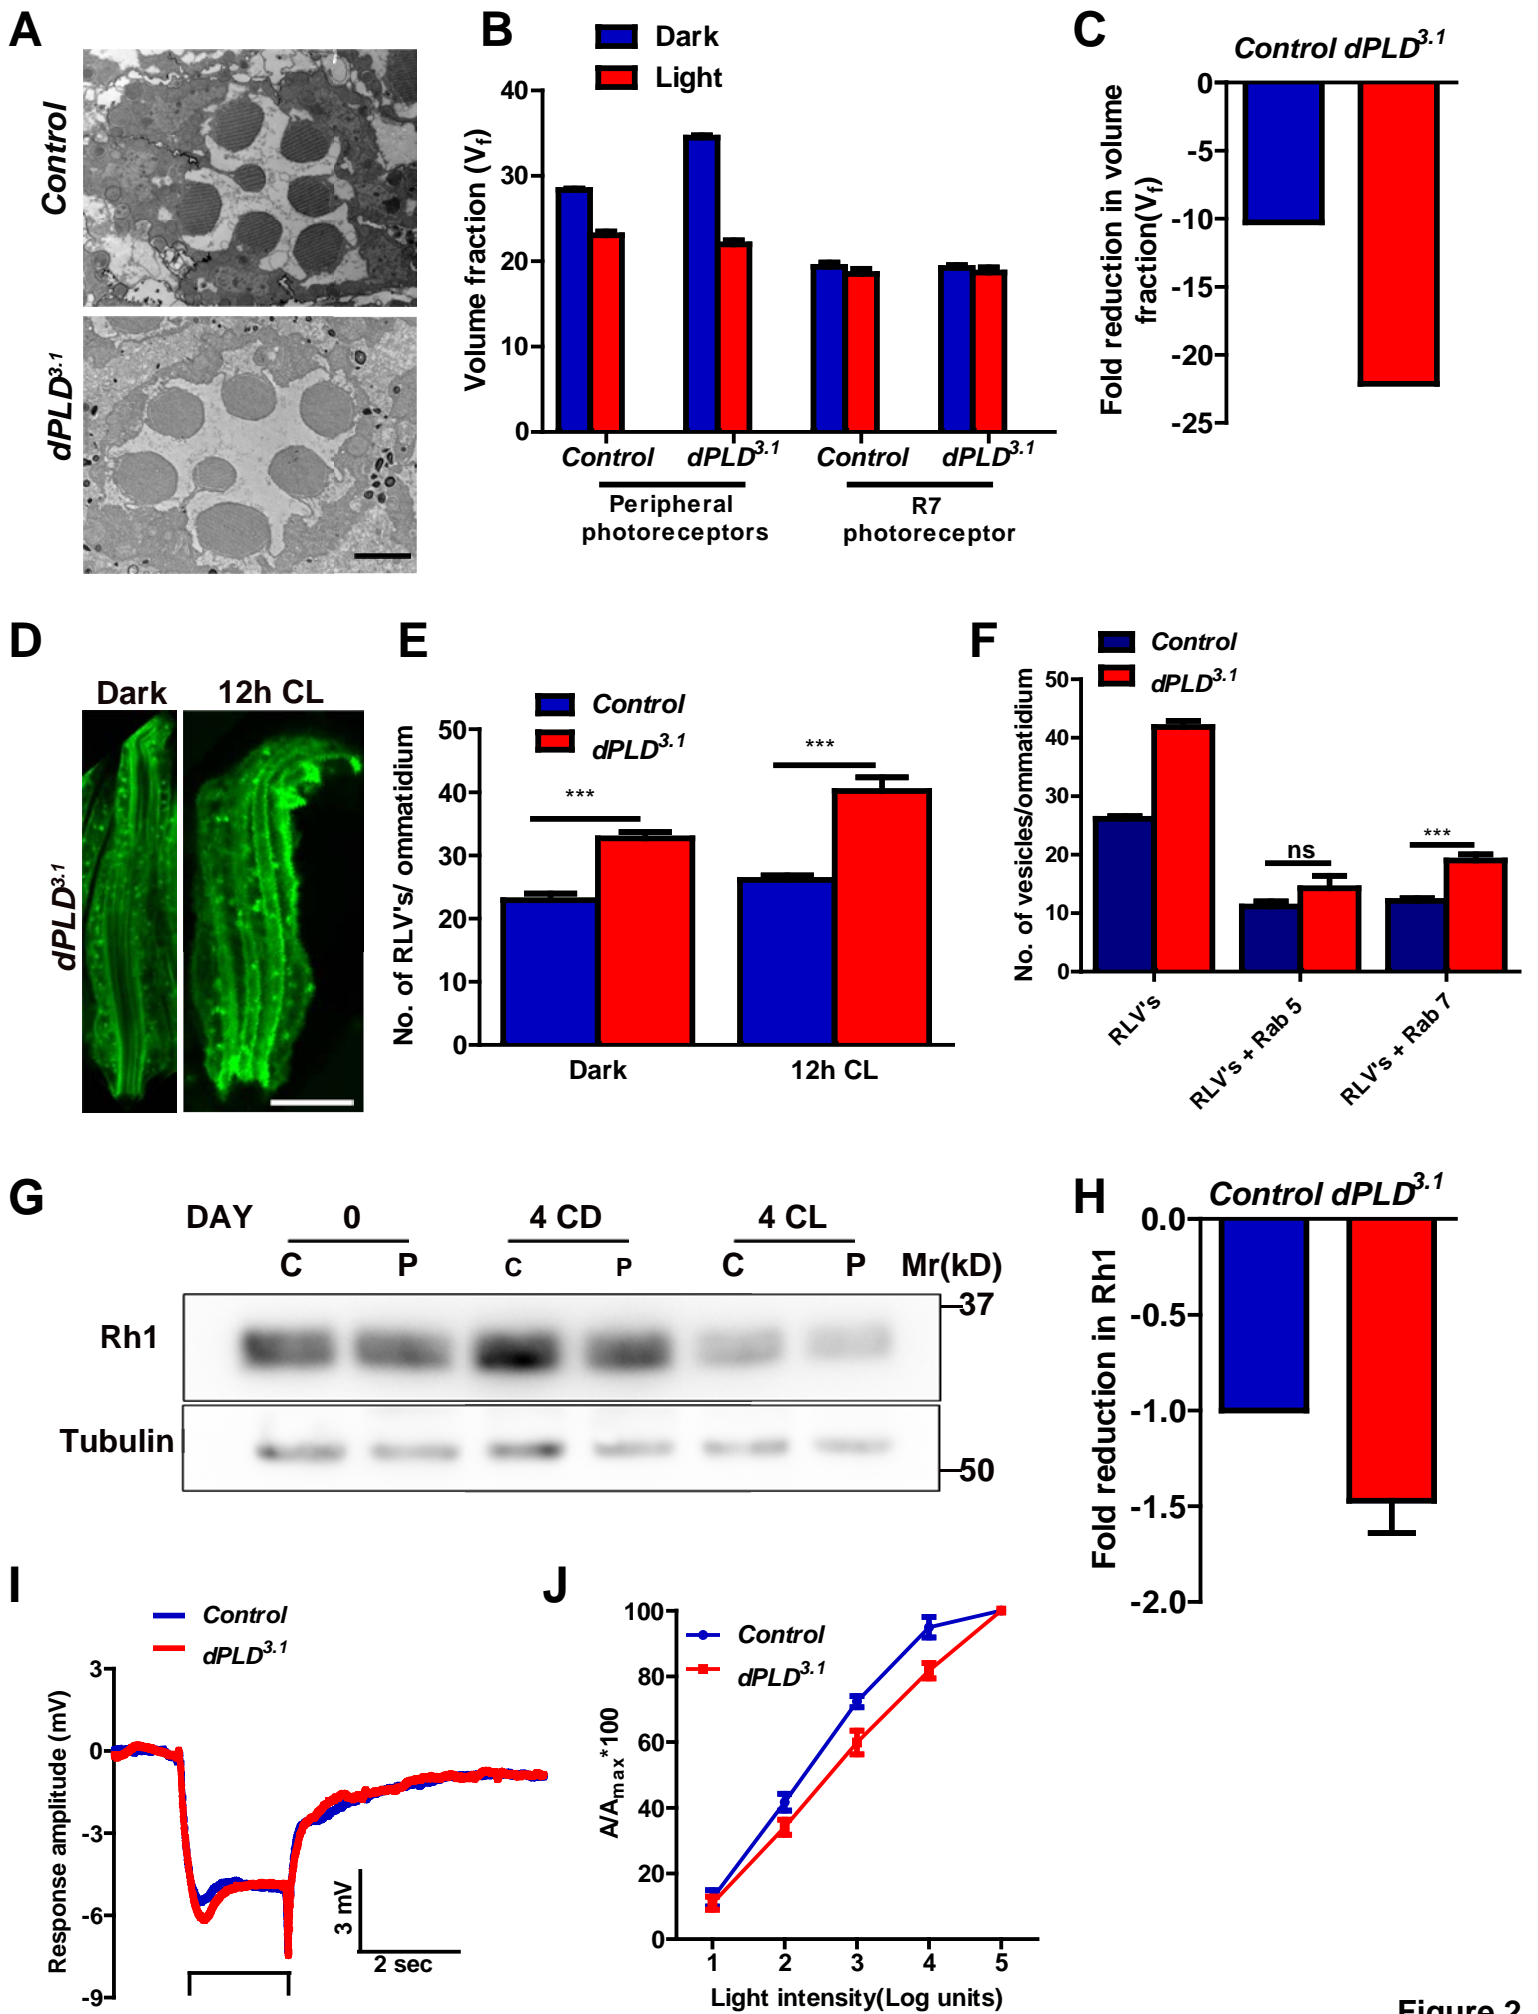 A
Control
dPLD3.1
B
Dark
Light
Volume fraction (Vf)
40
30
20
10
0
Control
dPLD3.1
Control
dPLD3.1
Peripheral
photoreceptors
R7
photoreceptor
C
Control dPLD3.1
Fold reduction in volume
fraction(Vf)
0
-5
-10
-15
-20
-25
D
Dark
12h CL
dPLD3.1
E
Control
dPLD3.1
No. of RLV's/ ommatidium
50
40
30
20
10
0
***
***
Dark
12h CL
F
Control
dPLD3.1
No. of vesicles/ommatidium
50
40
30
20
10
0
ns
***
RLV's
RLV's + Rab 5
RLV's + Rab 7
G
DAY 0 4 CD 4 CL
C P C P C P Mr(kD)
Rh1
37
Tubulin
50
H
Control dPLD3.1
Fold reduction in Rh1
0.0
-0.5
-1.0
-1.5
-2.0
I
Control
dPLD3.1
Response amplitude (mV)
3
0
-3
-6
-9
3 mV
2 sec
J
Control
dPLD3.1
A/Amax*100
100
80
60
40
20
0
1 2 3 4 5
Light intensity(Log units)
Figure 2